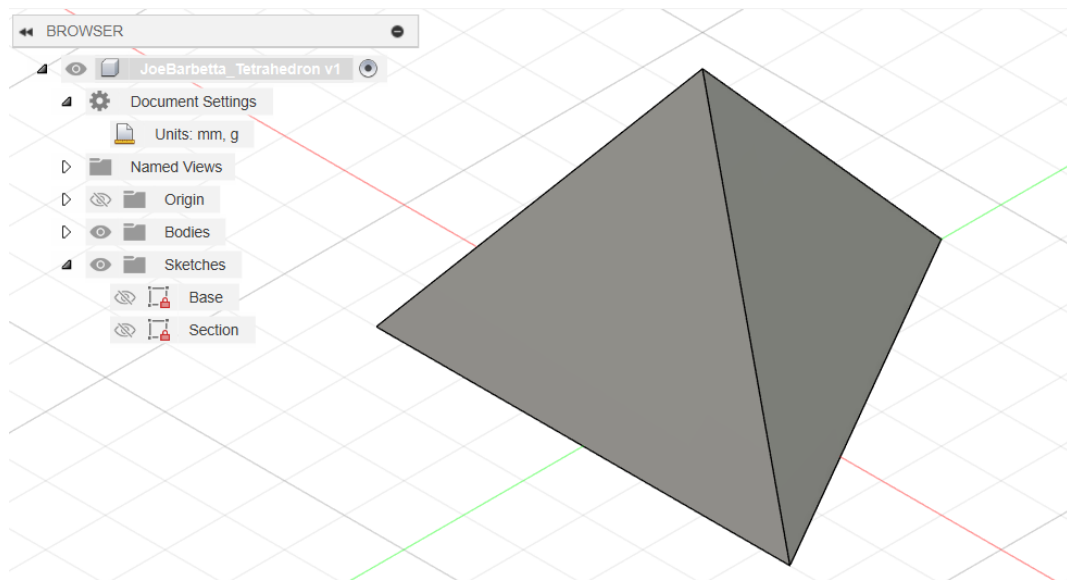 BROWSER
JoeBarbetta_Tetrahedron v1
Document Settings
Units: mm, g
Named Views
Origin
Bodies
Sketches
Base
Section